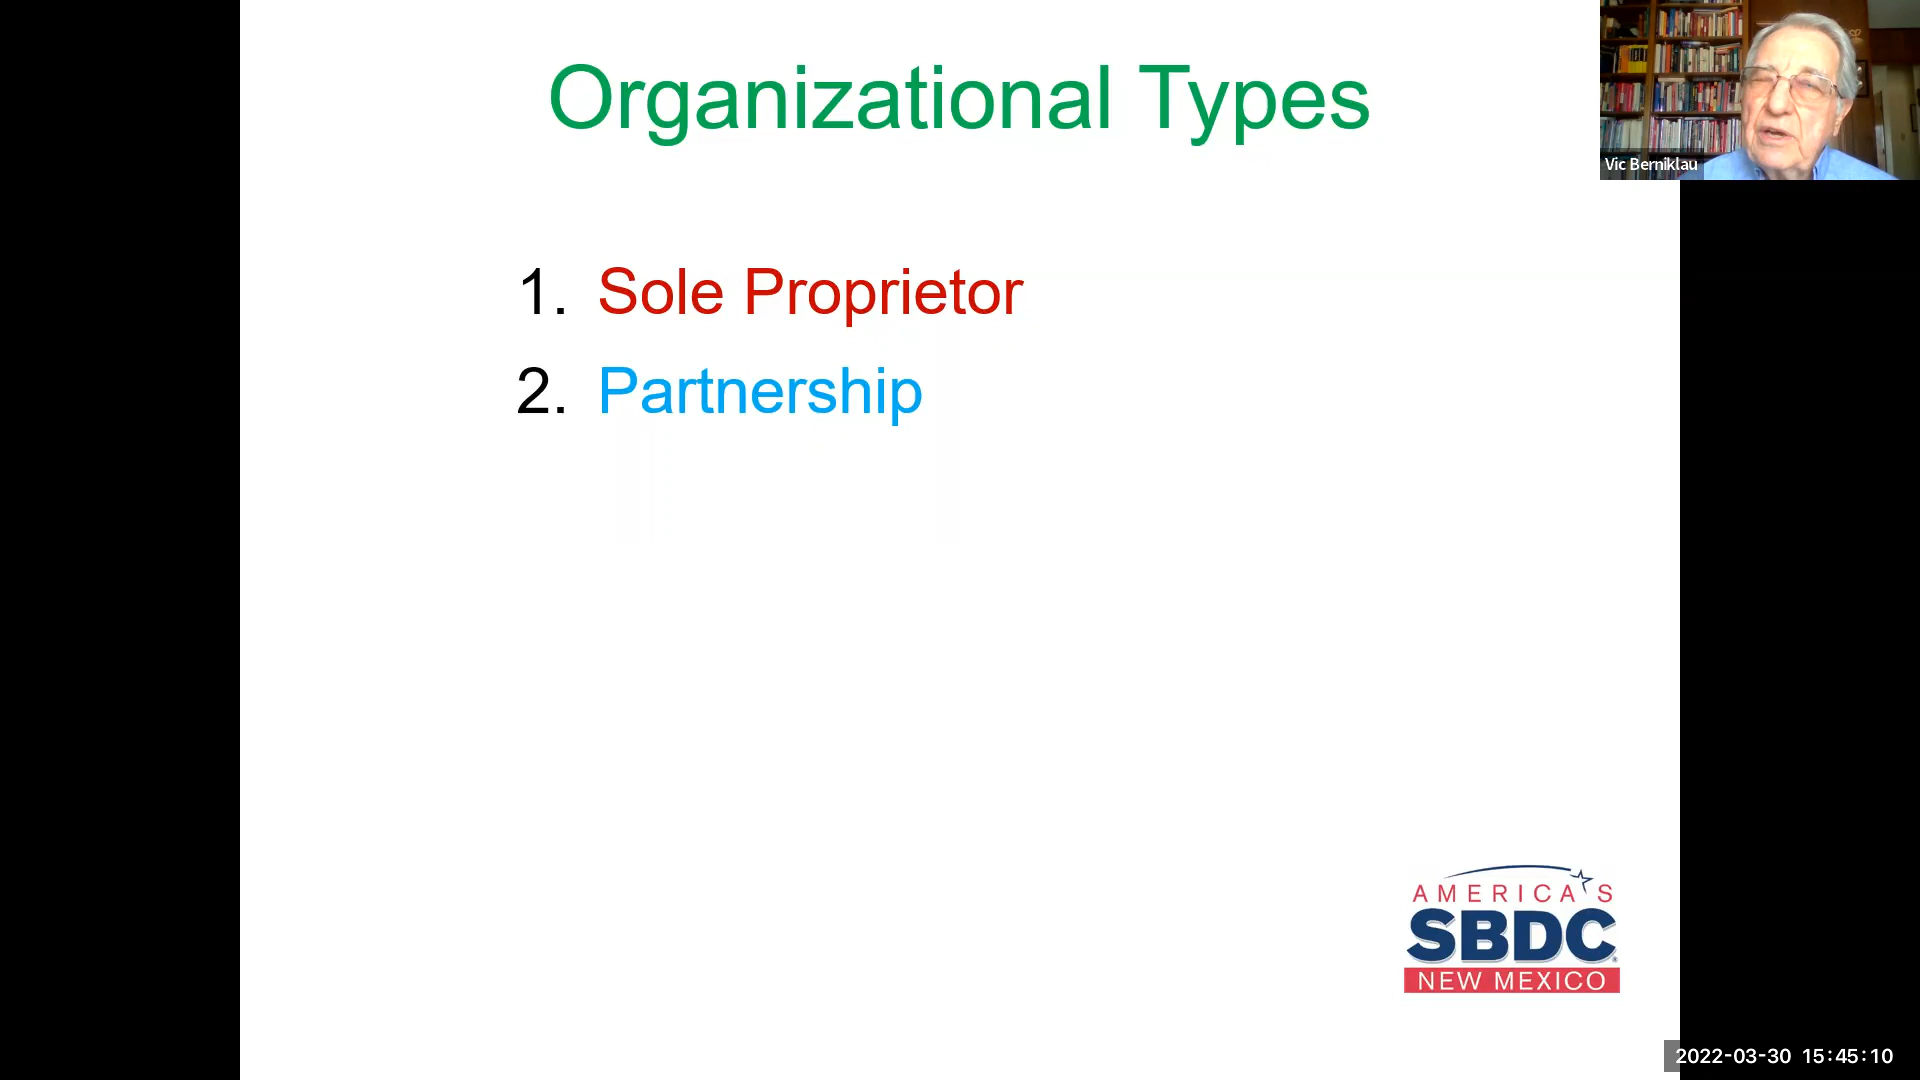 Organizational Types
Vic Berniklau
1. Sole Proprietor
2. Partnership
AMERICA'S
SBDC
NEW MEXICO
2022-03-30 15:45:10